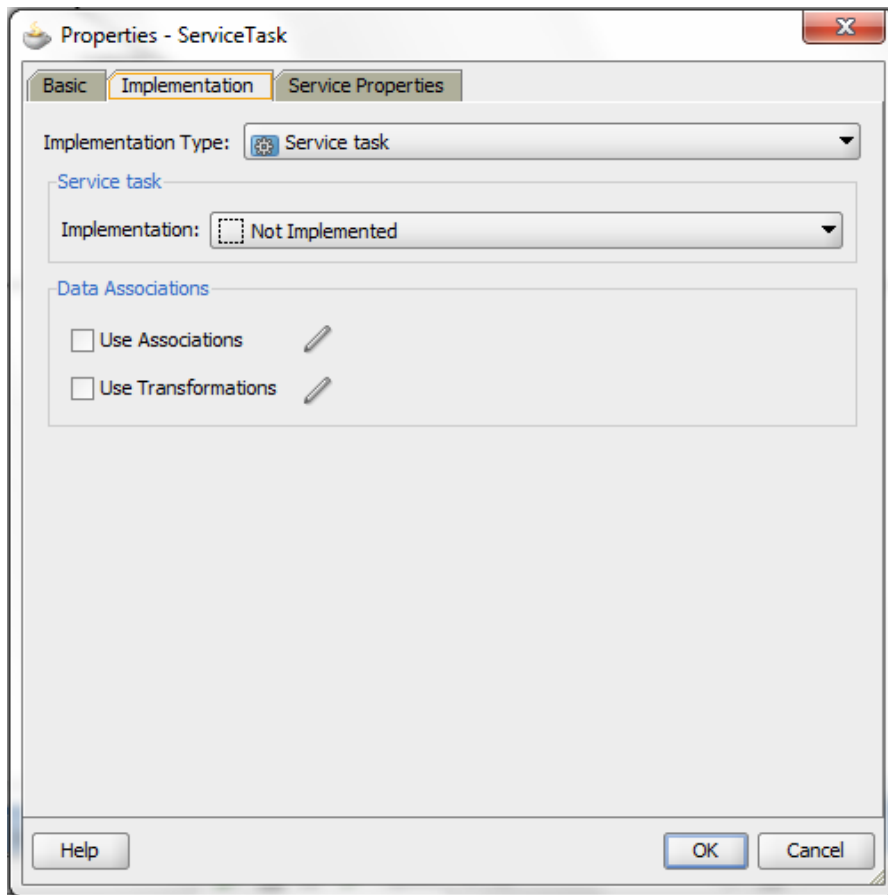 Properties - ServiceTask
Basic Implementation Service Properties
Implementation Type: Service task
Service task
Implementation: Not Implemented
Data Associations
Use Associations
Use Transformations
Help OK Cancel